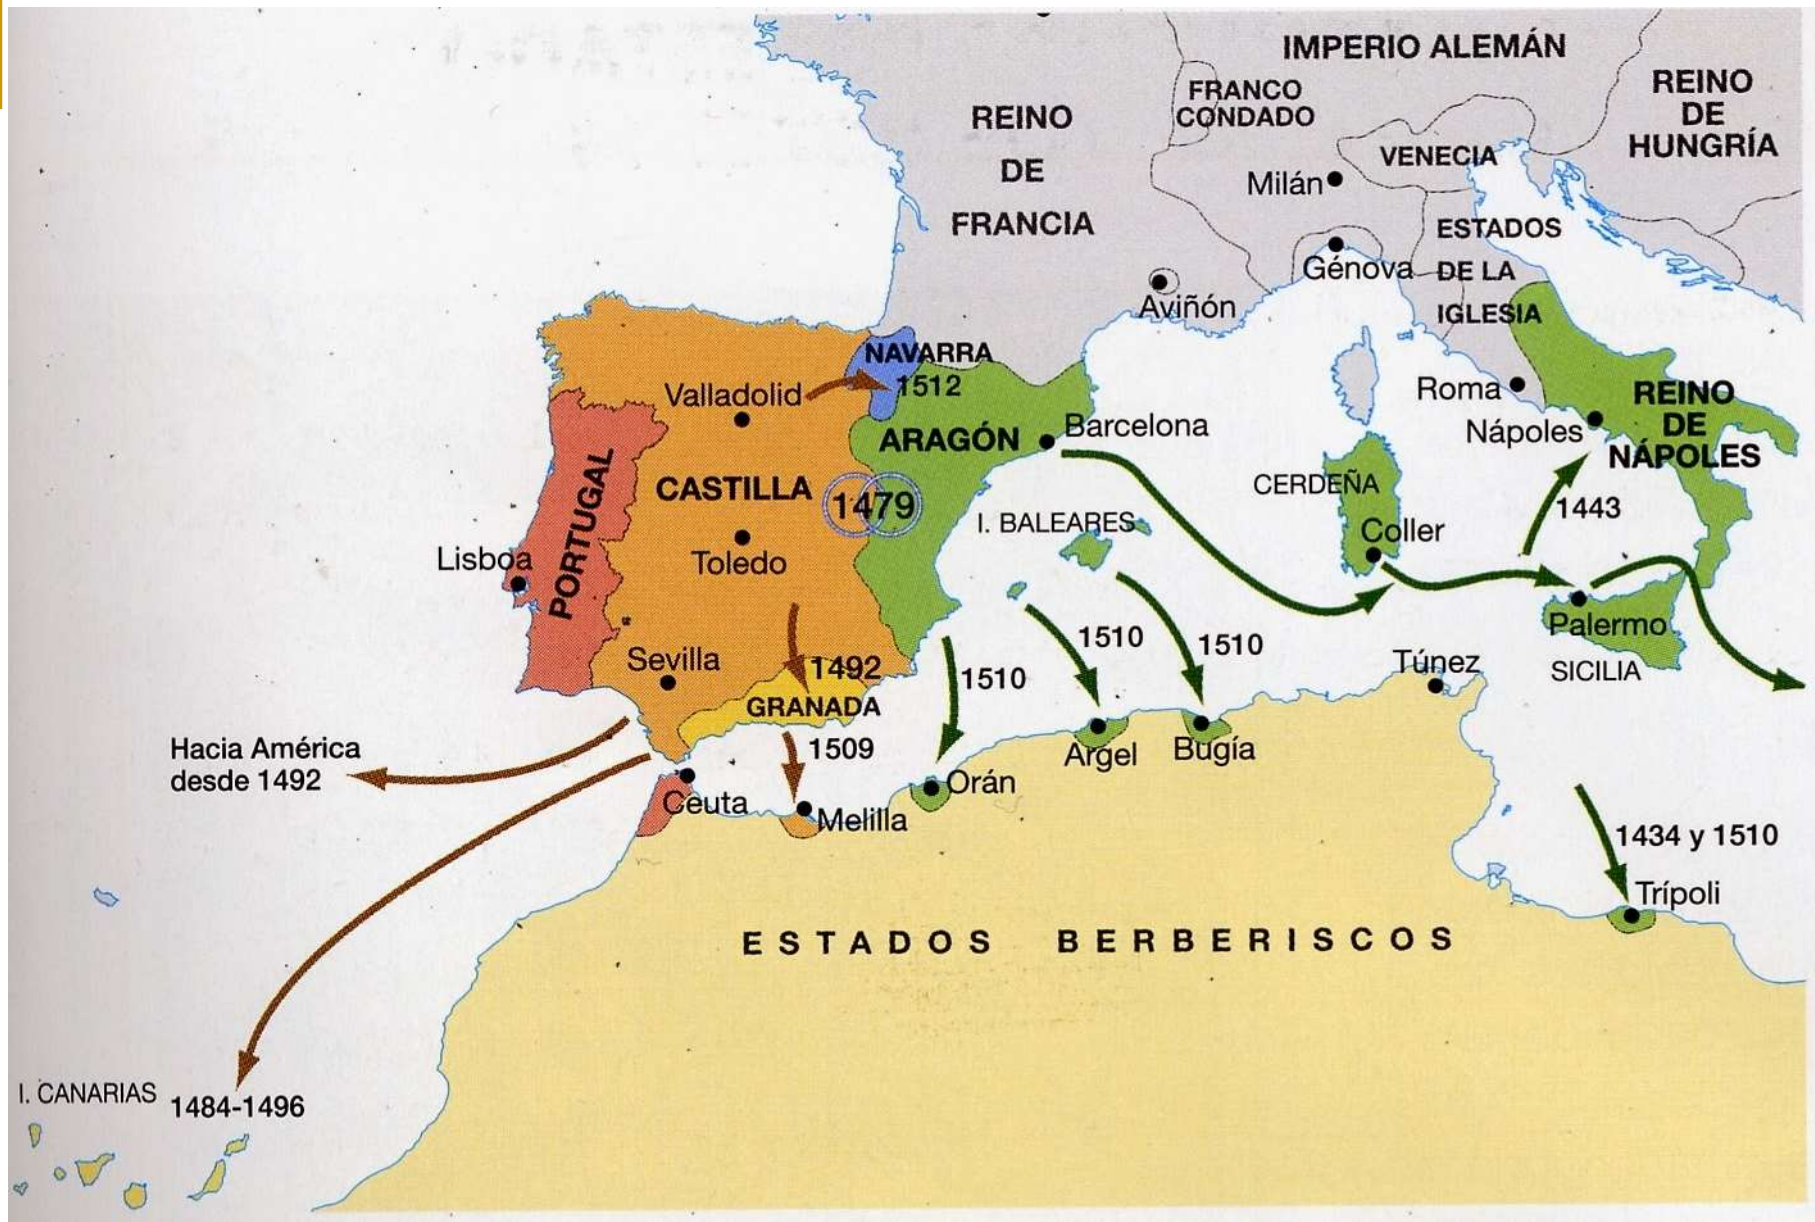 IMPERIO ALEMÁN
FRANCO
CONDADO
REINO
DE
HUNGRÍA
REINO
DE
FRANCIA
VENECIA
Milán
ESTADOS
DE LA
IGLESIA
Génova
Aviñón
NAVARRA
1512
Valladolid
Roma
REINO
DE
NÁPOLES
Nápoles
ARAGÓN
Barcelona
CASTILLA
1479
CERDEÑA
1443
I. BALEARES
Coller
PORTUGAL
Lisboa
Toledo
Palermo
SICILIA
Sevilla
1492
GRANADA
1510
1510
1510
Túnez
Hacia América
desde 1492
1509
Argel
Bugía
Orán
Ceuta
Melilla
1434 y 1510
Trípoli
ESTADOS BERBERISCOS
I. CANARIAS
1484-1496